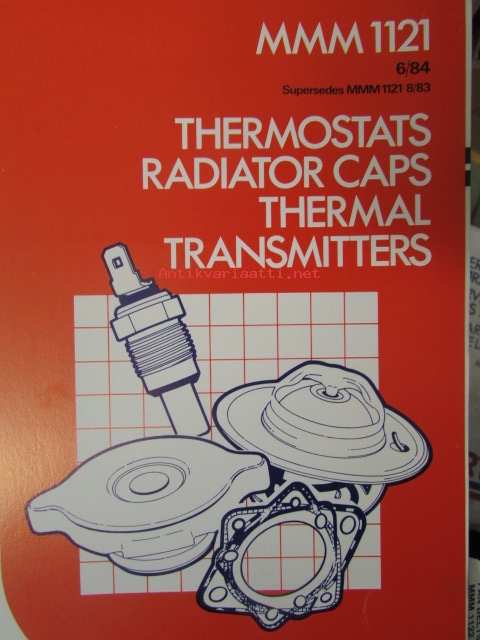 MMM 1121
6/84
Supersedes MMM 1121 8/83
THERMOSTATS
RADIATOR CAPS
THERMAL
TRANSMITTERS
Antikvariaatti.net